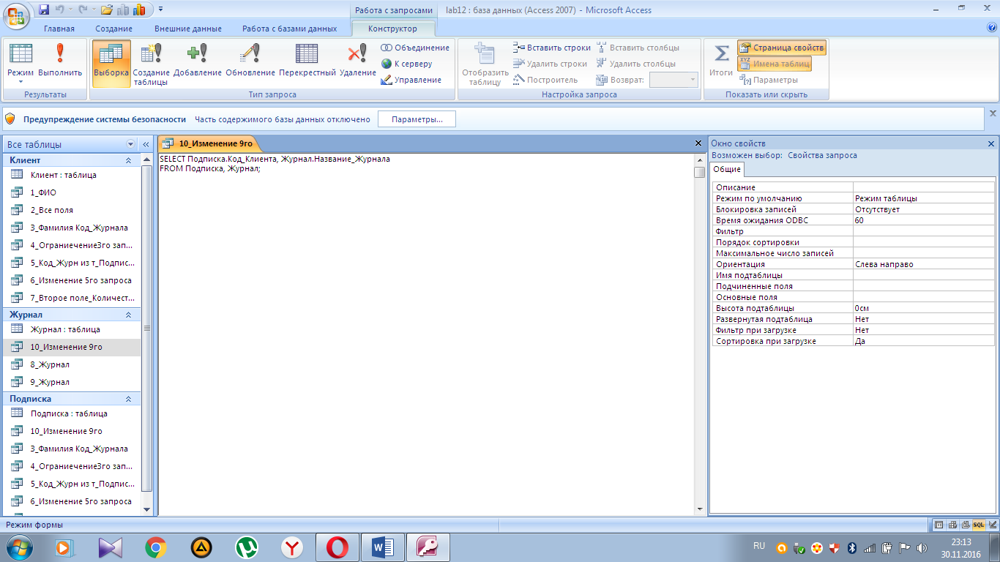 Работа с запросами
lab12 : база данных (Access 2007) - Microsoft Access
Главная
Создание
Внешние данные
Работа с базами данных
Конструктор
Режим
Выполнить
Результаты
Выборка
Создание таблицы
Добавление
Обновление
Перекрестный
Удаление
Объединение
К серверу
Управление
Тип запроса
Отобразить таблицу
Вставить строки
Удалить строки
Построитель
Вставить столбцы
Удалить столбцы
Возврат:
Настройка запроса
Итоги
Страница свойств
Имена таблиц
Параметры
Показать или скрыть
Предупреждение системы безопасности
Часть содержимого базы данных отключено
Параметры...
Все таблицы
Клиент
Клиент : таблица
1_ФИО
2_Все поля
3_Фамилия Код_Журнала
4_Ограниечение3го зап...
5_Код_Журн из т_Подпис...
6_Изменение 5го запроса
7_Второе поле_Количест...
Журнал
Журнал : таблица
10_Изменение 9го
8_Журнал
9_Журнал
Подписка
Подписка : таблица
10_Изменение 9го
3_Фамилия Код_Журнала
4_Ограниечение3го зап...
5_Код_Журн из т_Подпис...
6_Изменение 5го запроса
10_Изменение 9го
SELECT Подписка.Код_Клиента, Журнал.Название_Журнала
FROM Подписка, Журнал;
Окно свойств
Возможен выбор: Свойства запроса
Общие
Описание
Режим по умолчанию Режим таблицы
Блокировка записей Отсутствует
Время ожидания ODBC 60
Фильтр
Порядок сортировки
Максимальное число записей
Ориентация Слева направо
Имя подтаблицы
Подчиненные поля
Основные поля
Высота подтаблицы 0см
Развернутая подтаблица Нет
Фильтр при загрузке Нет
Сортировка при загрузке Да
Режим формы
SQL
RU
23:13
30.11.2016